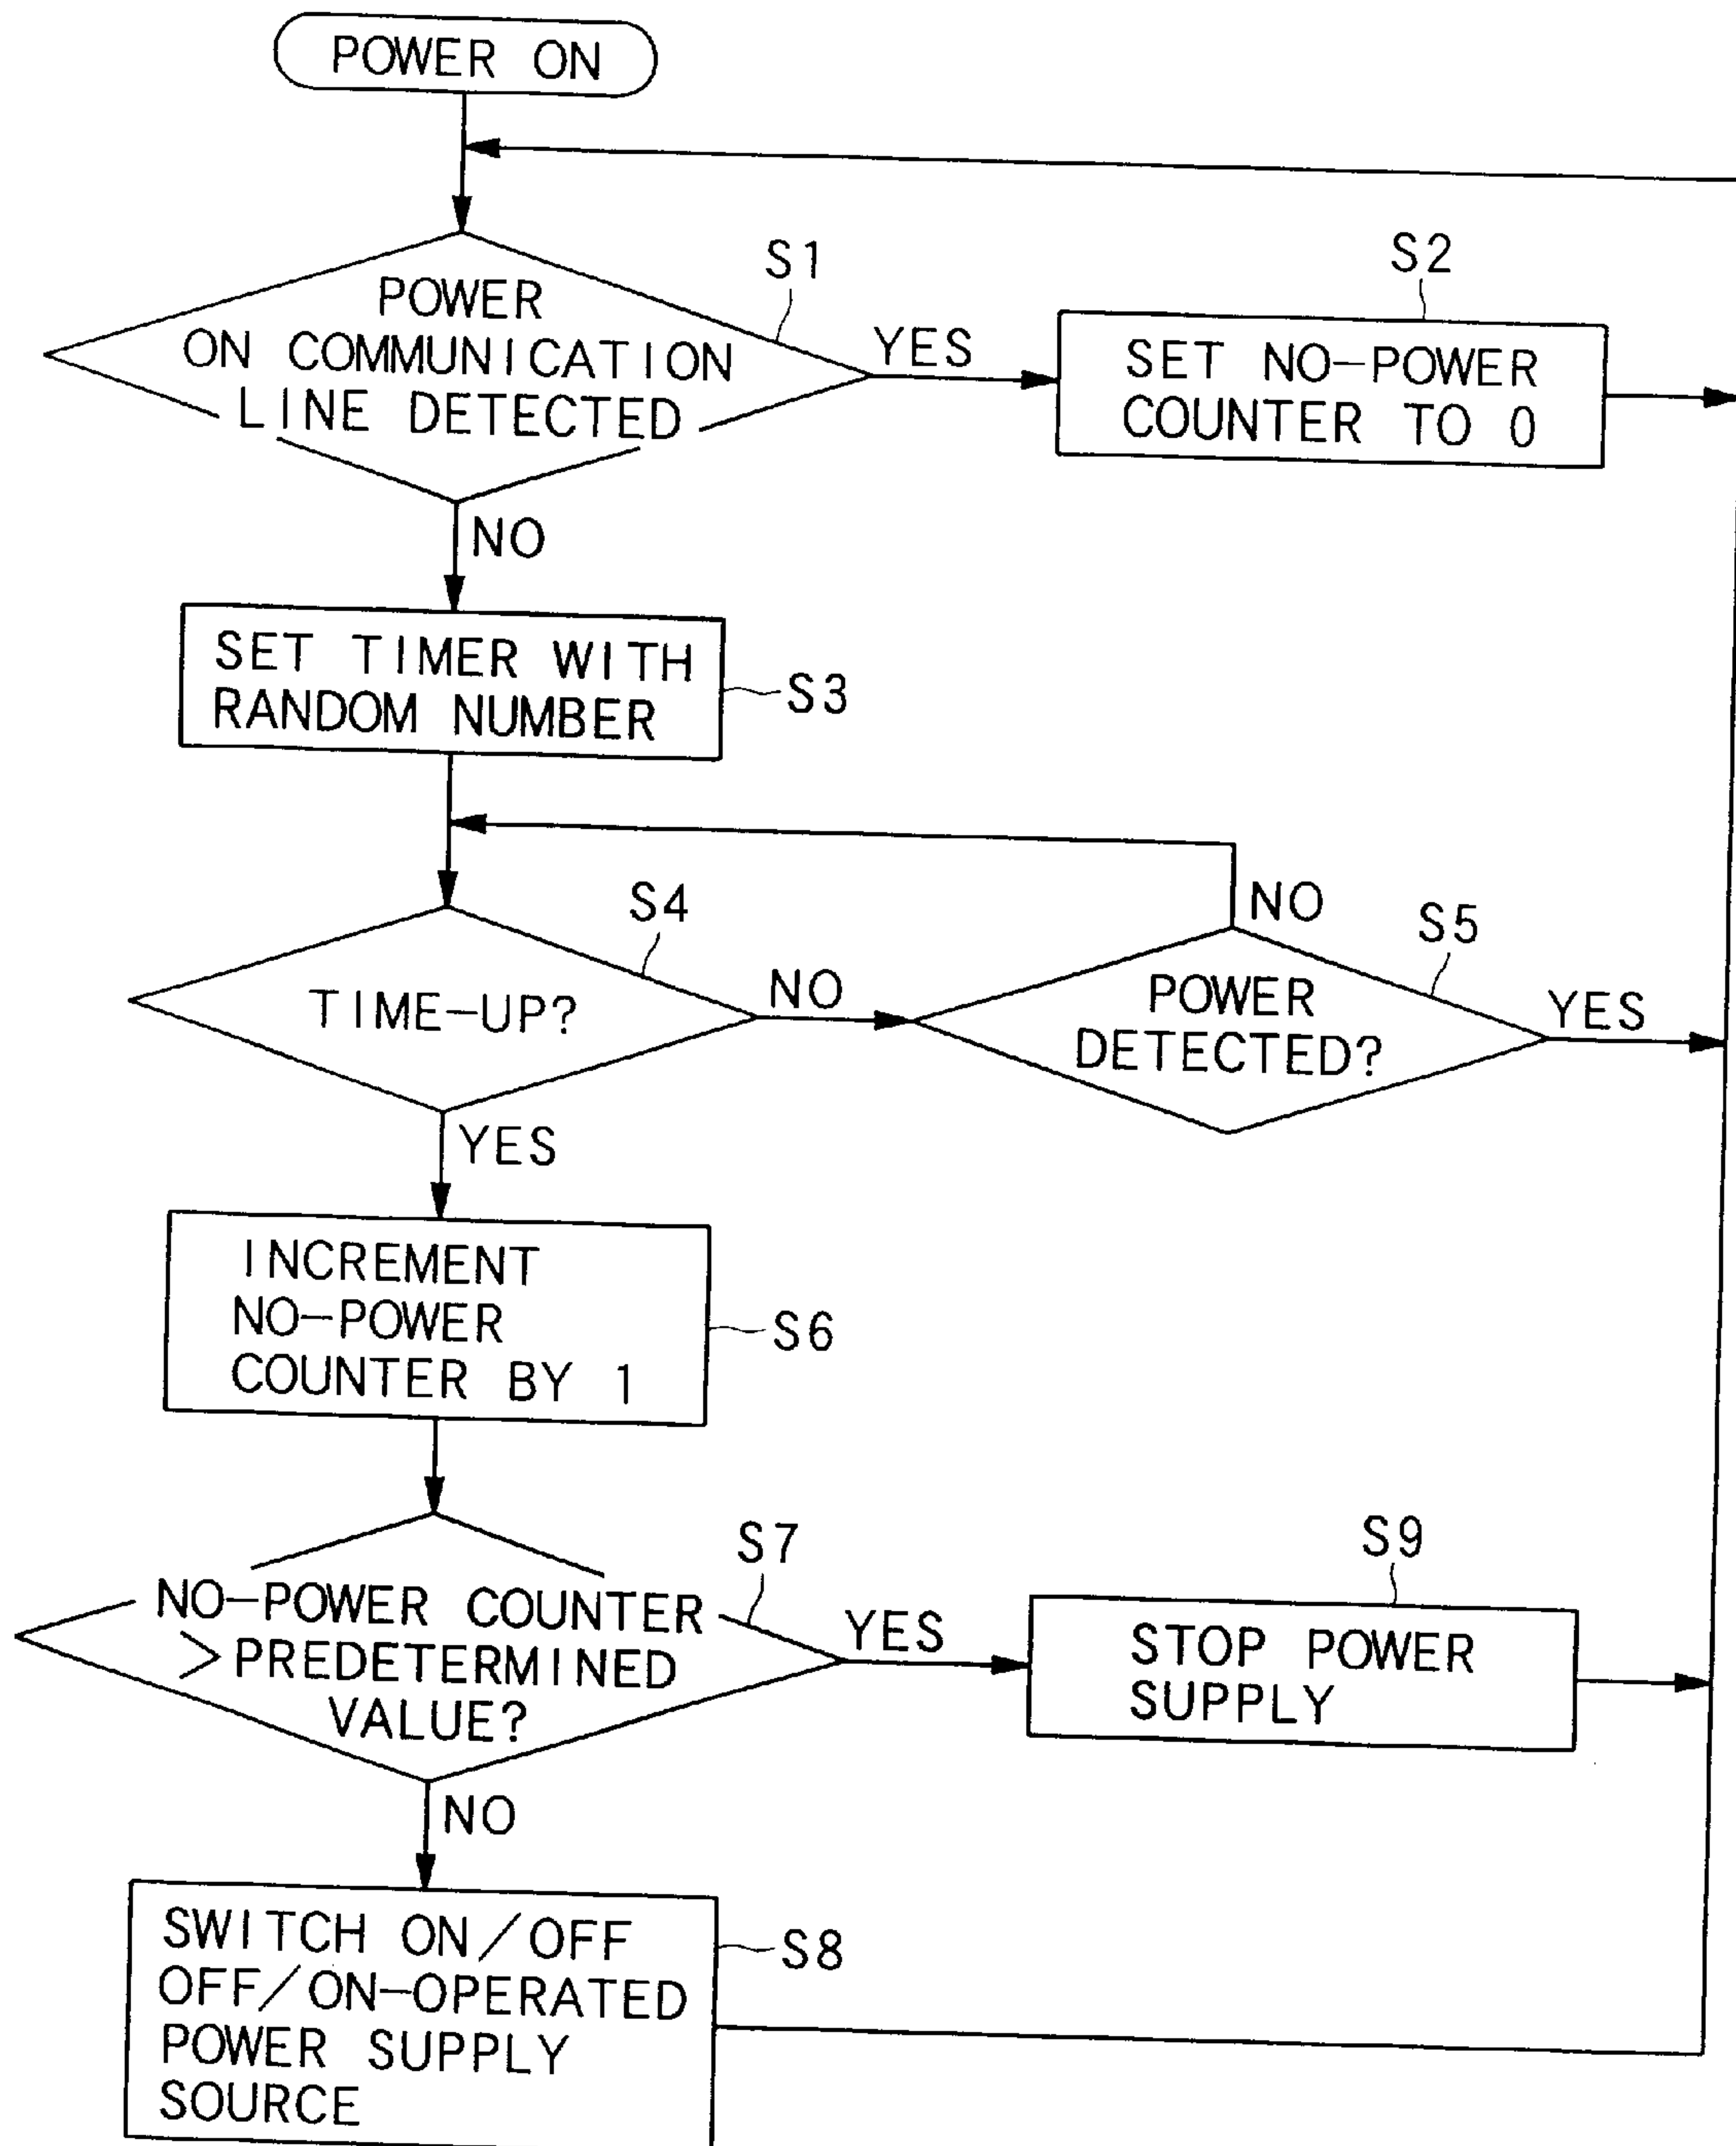 POWER ON
S1
POWER
ON COMMUNICATION
LINE DETECTED
YES
S2
SET NO-POWER
COUNTER TO 0
NO
SET TIMER WITH
RANDOM NUMBER
S3
S4
TIME-UP?
NO
NO
S5
POWER
DETECTED?
YES
YES
INCREMENT
NO-POWER
COUNTER BY 1
S6
S7
NO-POWER COUNTER
>PREDETERMINED
VALUE?
YES
S9
STOP POWER
SUPPLY
NO
SWITCH ON/OFF
OFF/ON-OPERATED
POWER SUPPLY
SOURCE
S8